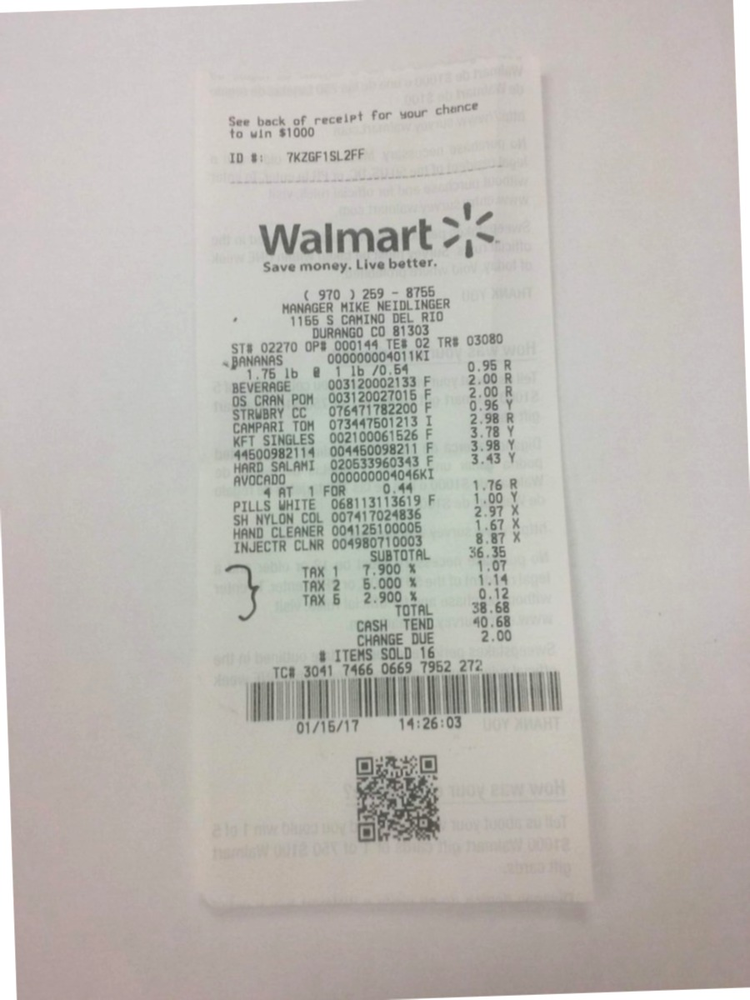 See back of receipt for your chance
to win $1000
ID #: 7KZGF1SL2FF
Walmart
Save money. Live better.
( 970 ) 259 - 8755
MANAGER MIKE NEIDLINGER
1155 S CAMINO DEL RIO
DURANGO CO 81303
ST# 02270 OP# 000144 TE# 02 TR# 03080
BANANAS 000000004011KI
1.75 lb @ 1 lb /0.54 0.95 R
BEVERAGE 003120002133 F 2.00 R
OS CRAN POM 003120027015 F 2.00 R
STRWBRY CC 076471782200 F 0.96 Y
CAMPARI TOM 073447501213 I 2.98 R
KFT SINGLES 002100061526 F 3.78 Y
44500982114 004450098211 F 3.98 Y
HARD SALAMI 020533960343 F 3.43 Y
AVOCADO 000000004046KI
4 AT 1 FOR 0.44 1.76 R
PILLS WHITE 068113113619 F 1.00 Y
SH NYLON COL 007417024836 2.97 X
HAND CLEANER 004125100005 1.67 X
INJECTR CLNR 004980710003 8.87 X
SUBTOTAL 36.35
TAX 1 7.900 % 1.07
TAX 2 5.000 % 1.14
TAX 5 2.900 % 0.12
TOTAL 38.68
CASH TEND 40.68
CHANGE DUE 2.00
# ITEMS SOLD 16
TC# 3041 7466 0669 7952 272
01/15/17 14:26:03